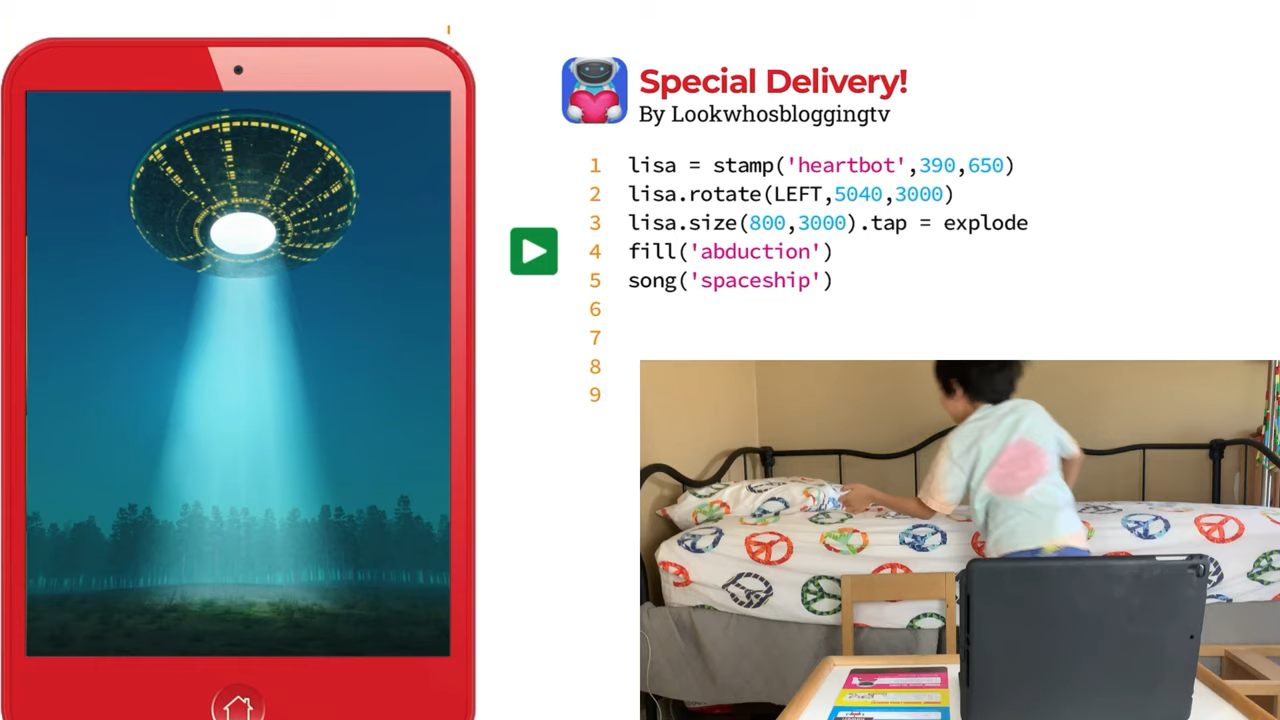 Special Delivery!
By Lookwhosbloggingtv
1 lisa = stamp('heartbot',390,650)
2 lisa.rotate(LEFT,5040,3000)
3 lisa.size(800,3000).tap = explode
4 fill('abduction')
5 song('spaceship')
6
7
8
9